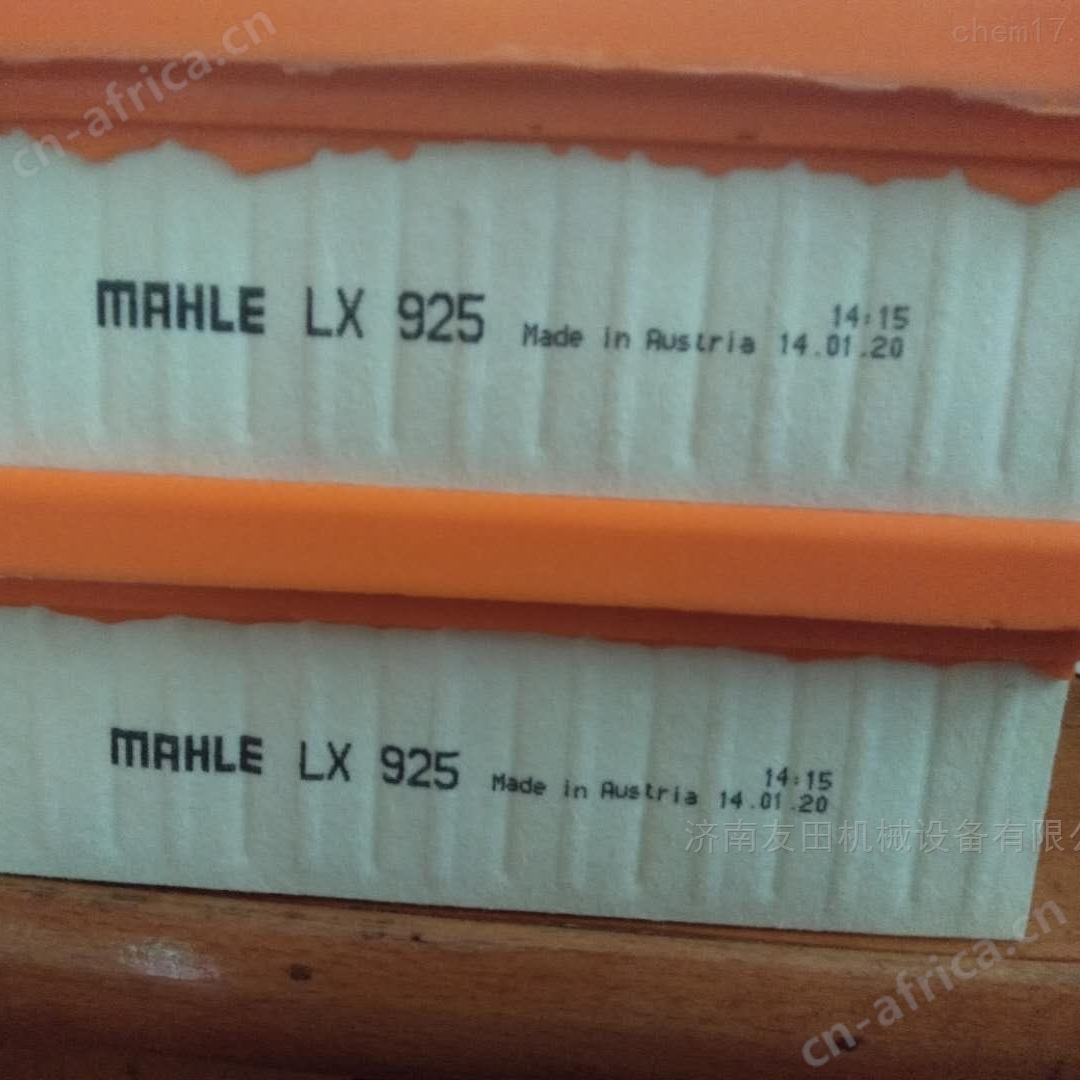 chem17.
cn-africa.cn
MAHLE LX 925 Made in Austria 14:15
14.01.20
MAHLE LX 925 Made in Austria 14:15
14.01.20
济南友田机械设备有限公
cn-africa.cn